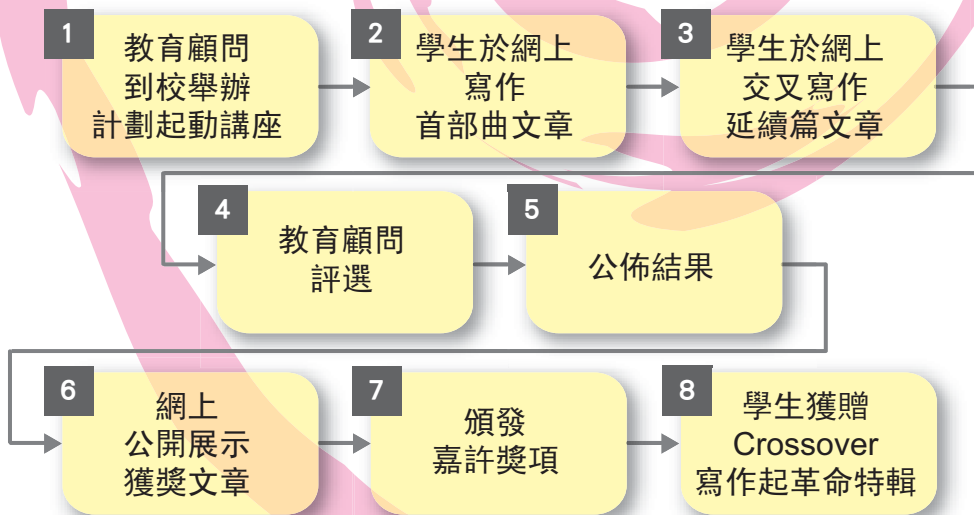 1
教育顧問
到校舉辦
計劃起動講座
2
學生於網上
寫作
首部曲文章
3
學生於網上
交叉寫作
延續篇文章
4
教育顧問
評選
5
公佈結果
6
網上
公開展示
獲獎文章
7
頒發
嘉許獎項
8
學生獲贈
Crossover
寫作起革命特輯